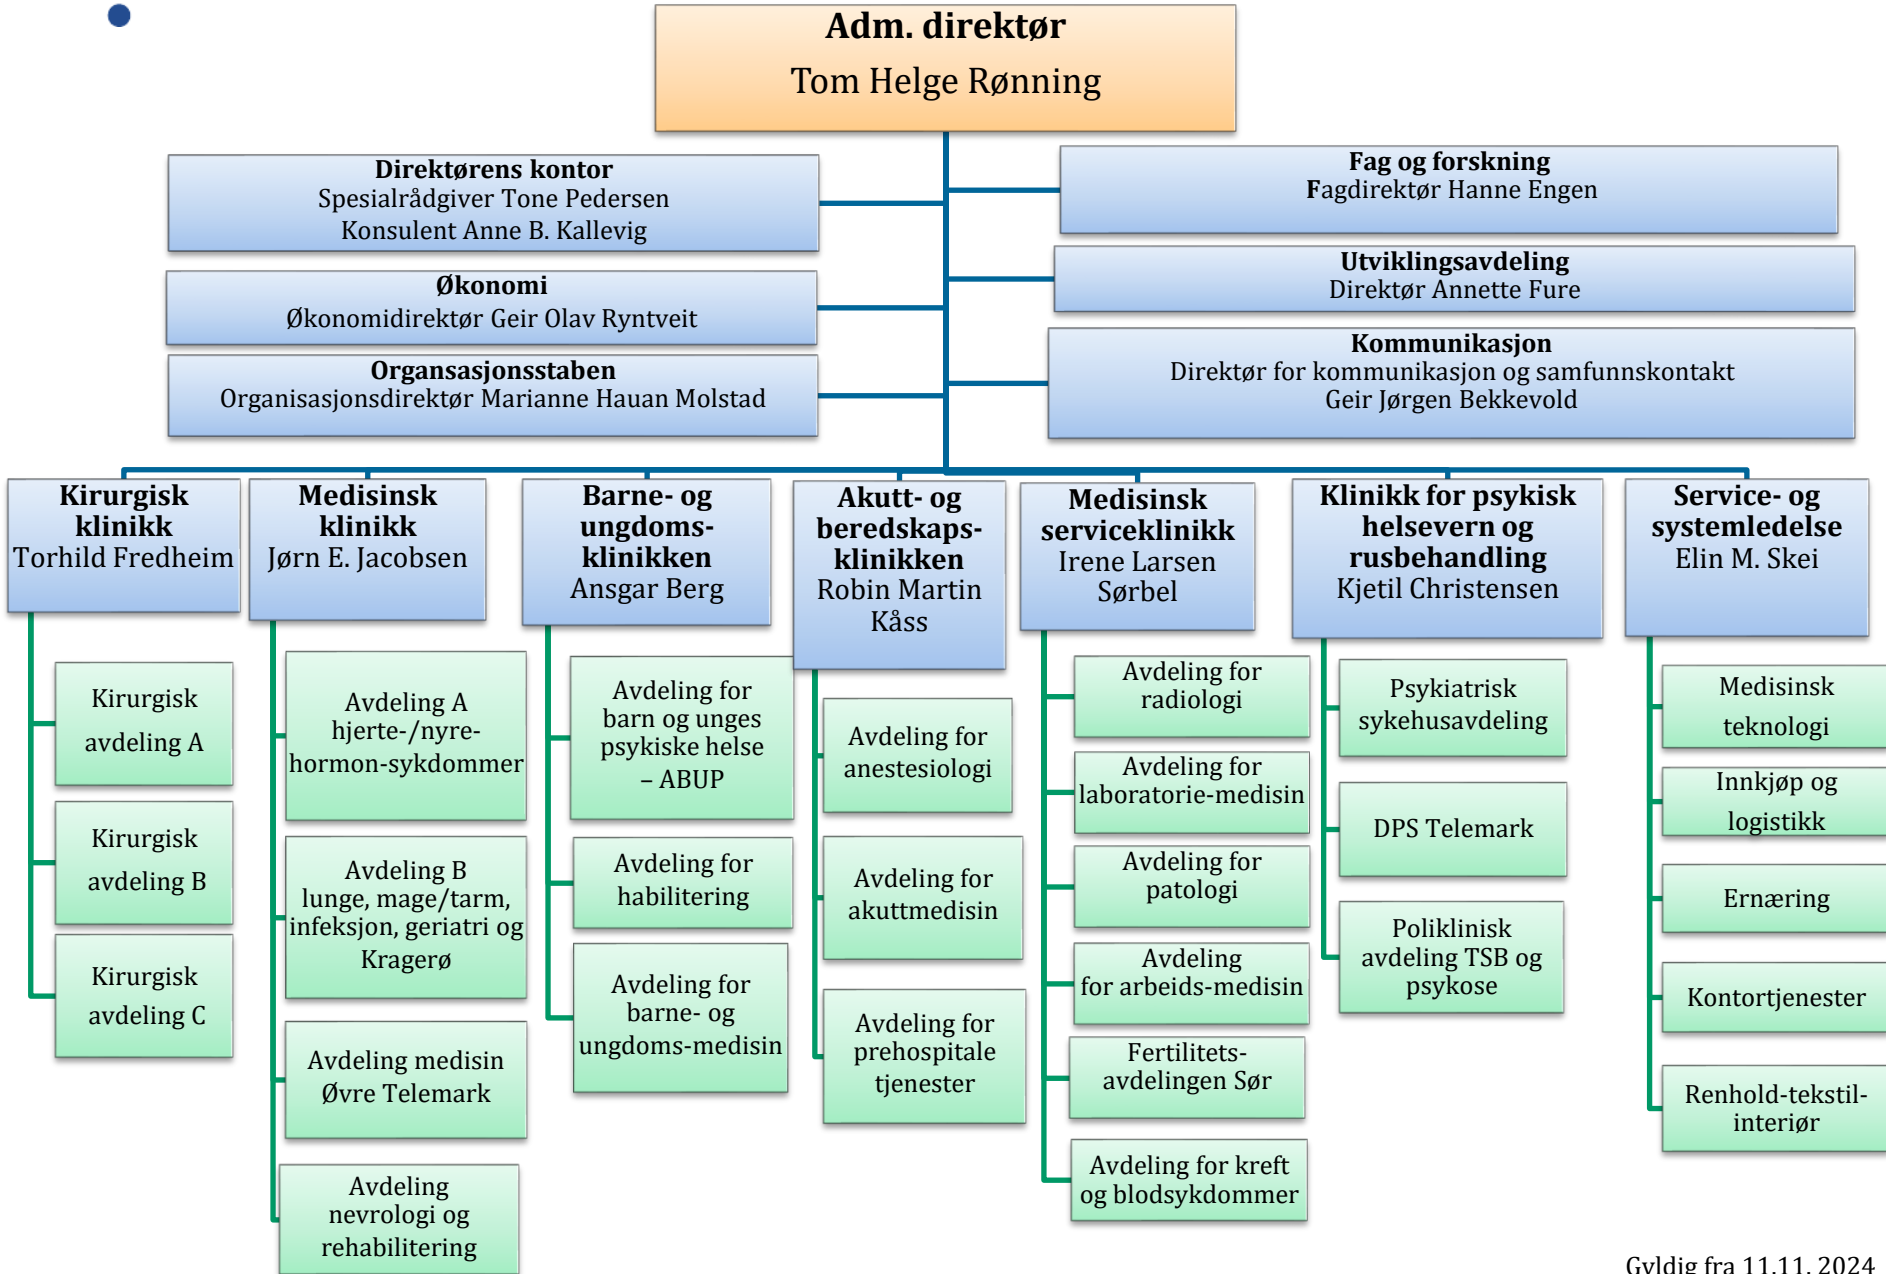 Adm. direktør
Tom Helge Rønning
Direktørens kontor
Spesialrådgiver Tone Pedersen
Konsulent Anne B. Kallevig
Fag og forskning
Fagdirektør Hanne Engen
Økonomi
Økonomidirektør Geir Olav Ryntveit
Utviklingsavdeling
Direktør Annette Fure
Organsasjonsstaben
Organisasjonsdirektør Marianne Hauan Molstad
Kommunikasjon
Direktør for kommunikasjon og samfunnskontakt
Geir Jørgen Bekkevold
Kirurgisk
klinikk
Torhild Fredheim
Kirurgisk
avdeling A
Kirurgisk
avdeling B
Kirurgisk
avdeling C
Medisinsk
klinikk
Jørn E. Jacobsen
Avdeling A
hjerte-/nyre-
hormon-sykdommer
Avdeling B
lunge, mage/tarm,
infeksjon, geriatri og
Kragerø
Avdeling medisin
Øvre Telemark
Avdeling
nevrologi og
rehabilitering
Barne- og
ungdoms-
klinikken
Ansgar Berg
Avdeling for
barn og unges
psykiske helse
– ABUP
Avdeling for
habilitering
Avdeling for
barne- og
ungdoms-medisin
Akutt- og
beredskaps-
klinikken
Robin Martin
Kåss
Avdeling for
anestesiologi
Avdeling for
akuttmedisin
Avdeling for
prehospitale
tjenester
Medisinsk
serviceklinikk
Irene Larsen
Sørbel
Avdeling for
radiologi
Avdeling for
laboratorie-medisin
Avdeling for
patologi
Avdeling
for arbeids-medisin
Fertilitets-
avdelingen Sør
Avdeling for kreft
og blodsykdommer
Klinikk for psykisk
helsevern og
rusbehandling
Kjetil Christensen
Psykiatrisk
sykehusavdeling
DPS Telemark
Poliklinisk
avdeling TSB og
psykose
Service- og
systemledelse
Elin M. Skei
Medisinsk
teknologi
Innkjøp og
logistikk
Ernæring
Kontortjenester
Renhold-tekstil-
interiør
Gyldig fra 11.11. 2024